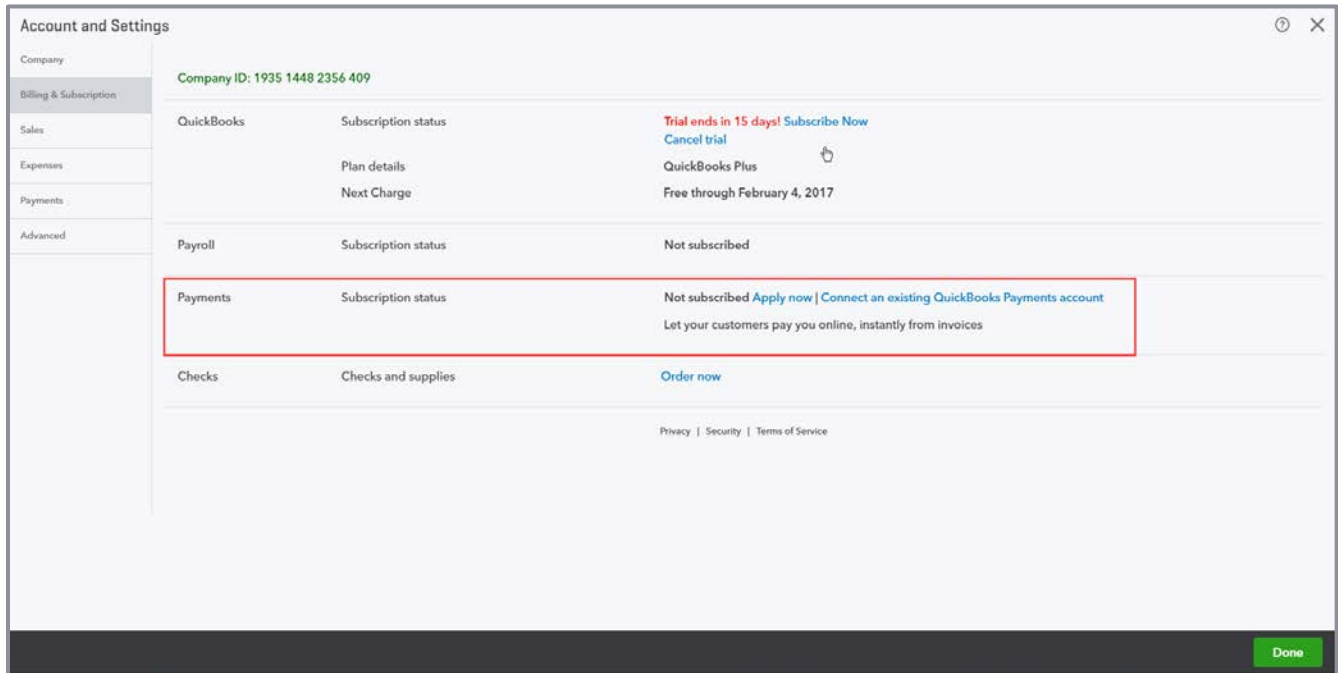 Account and Settings
Company
Billing & Subscription
Sales
Expenses
Payments
Advanced
Company ID: 1935 1448 2356 409
QuickBooks Subscription status Trial ends in 15 days! Subscribe Now
Cancel trial
Plan details QuickBooks Plus
Next Charge Free through February 4, 2017
Payroll Subscription status Not subscribed
Payments Subscription status Not subscribed Apply now | Connect an existing QuickBooks Payments account
Let your customers pay you online, instantly from invoices
Checks Checks and supplies Order now
Privacy | Security | Terms of Service
Done